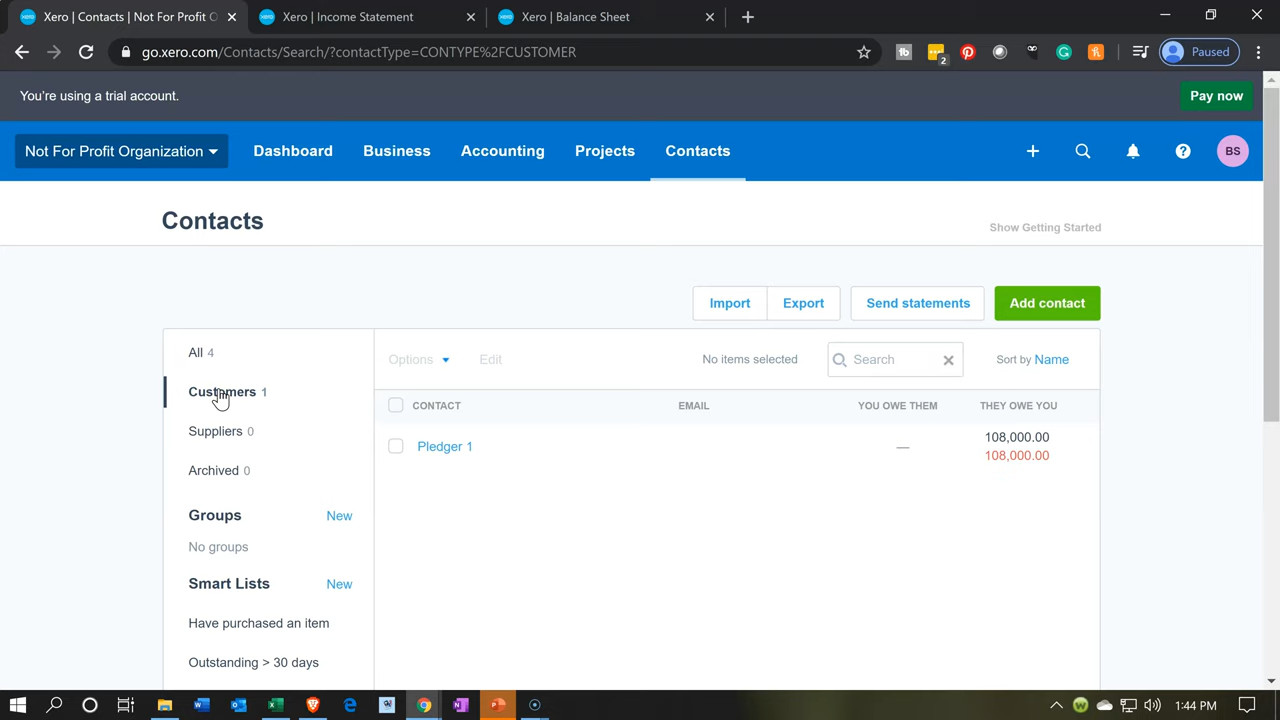 Xero | Contacts | Not For Profit O
Xero | Income Statement
Xero | Balance Sheet
go.xero.com/Contacts/Search/?contactType=CONTYPE%2FCUSTOMER
2
Paused
You're using a trial account.
Pay now
Not For Profit Organization
Dashboard
Business
Accounting
Projects
Contacts
BS
Contacts
Show Getting Started
Import
Export
Send statements
Add contact
All 4
Customers 1
Suppliers 0
Archived 0
Groups
New
No groups
Smart Lists
New
Have purchased an item
Outstanding > 30 days
Options
Edit
No items selected
Search
Sort by Name
CONTACT
EMAIL
YOU OWE THEM
THEY OWE YOU
Pledger 1
—
108,000.00
108,000.00
1:44 PM